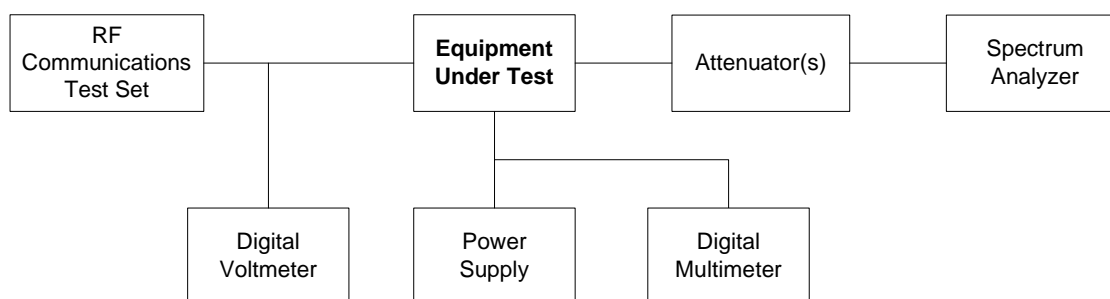 RF
Communications
Test Set
Equipment
Under Test
Attenuator(s)
Spectrum
Analyzer
Digital
Voltmeter
Power
Supply
Digital
Multimeter